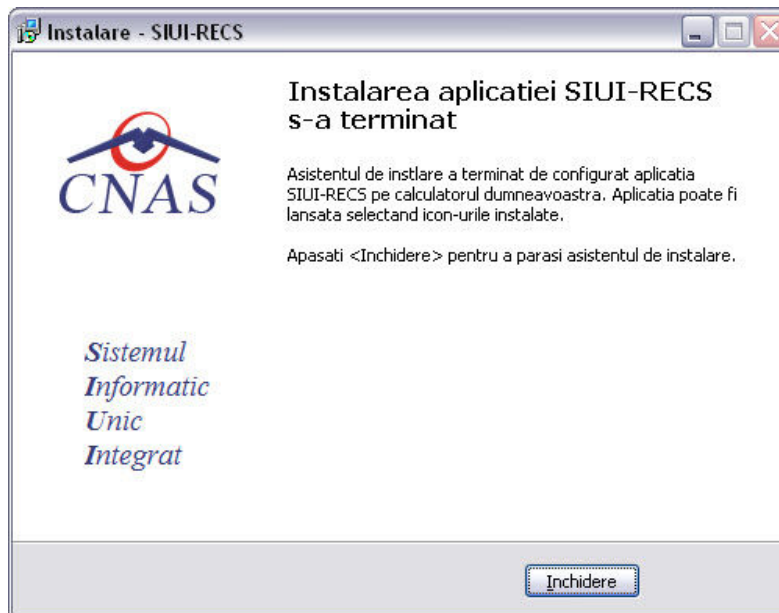 Instalare - SIUI-RECS
CNAS
Instalarea aplicatiei SIUI-RECS
s-a terminat
Asistentul de instlare a terminat de configurat aplicatia
SIUI-RECS pe calculatorul dumneavoastra. Aplicatia poate fi
lansata selectand icon-urile instalate.
Apasati <Inchidere> pentru a parasi asistentul de instalare.
Sistemul
Informatic
Unic
Integrat
Inchidere